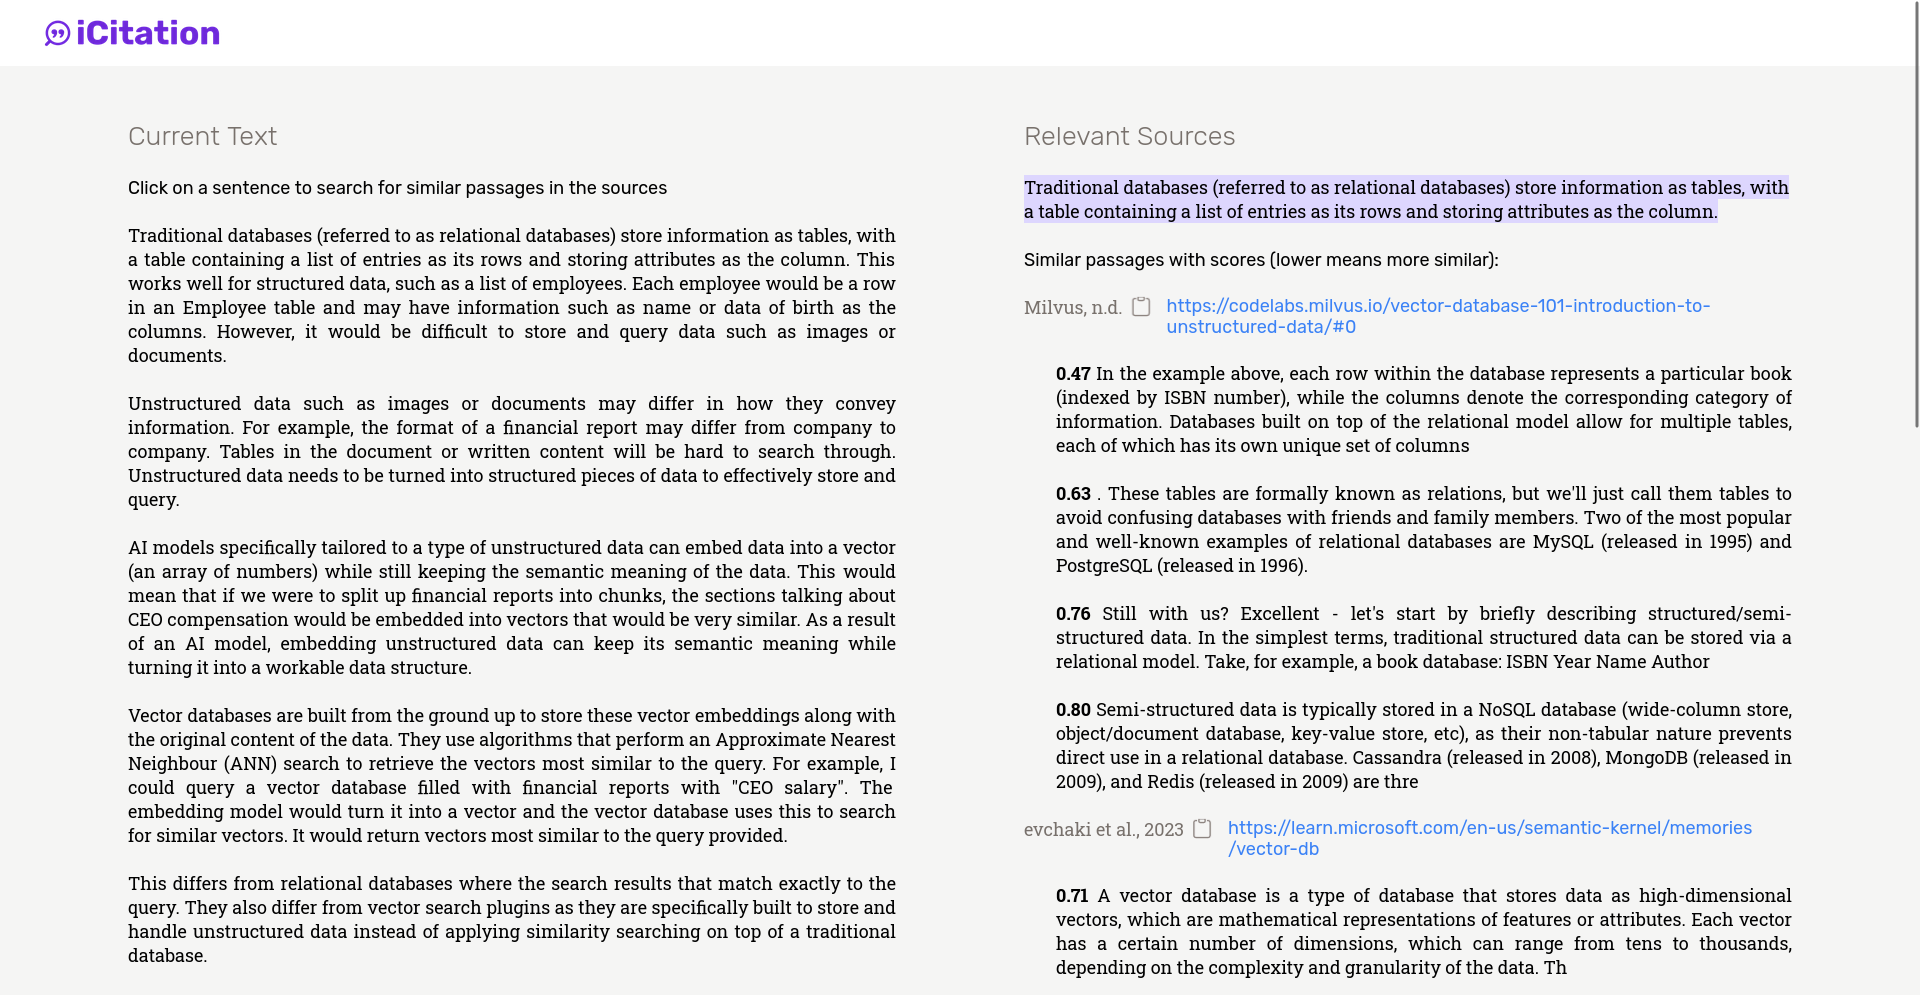 iCitation
Current Text
Click on a sentence to search for similar passages in the sources
Traditional databases (referred to as relational databases) store information as tables, with
a table containing a list of entries as its rows and storing attributes as the column. This
works well for structured data, such as a list of employees. Each employee would be a row
in an Employee table and may have information such as name or data of birth as the
columns. However, it would be difficult to store and query data such as images or
documents.
Unstructured data such as images or documents may differ in how they convey
information. For example, the format of a financial report may differ from company to
company. Tables in the document or written content will be hard to search through.
Unstructured data needs to be turned into structured pieces of data to effectively store and
query.
AI models specifically tailored to a type of unstructured data can embed data into a vector
(an array of numbers) while still keeping the semantic meaning of the data. This would
mean that if we were to split up financial reports into chunks, the sections talking about
CEO compensation would be embedded into vectors that would be very similar. As a result
of an AI model, embedding unstructured data can keep its semantic meaning while
turning it into a workable data structure.
Vector databases are built from the ground up to store these vector embeddings along with
the original content of the data. They use algorithms that perform an Approximate Nearest
Neighbour (ANN) search to retrieve the vectors most similar to the query. For example, I
could query a vector database filled with financial reports with "CEO salary". The
embedding model would turn it into a vector and the vector database uses this to search
for similar vectors. It would return vectors most similar to the query provided.
This differs from relational databases where the search results that match exactly to the
query. They also differ from vector search plugins as they are specifically built to store and
handle unstructured data instead of applying similarity searching on top of a traditional
database.
Relevant Sources
Traditional databases (referred to as relational databases) store information as tables, with
a table containing a list of entries as its rows and storing attributes as the column.
Similar passages with scores (lower means more similar):
Milvus, n.d. https://codelabs.milvus.io/vector-database-101-introduction-to-
unstructured-data/#0
0.47 In the example above, each row within the database represents a particular book
(indexed by ISBN number), while the columns denote the corresponding category of
information. Databases built on top of the relational model allow for multiple tables,
each of which has its own unique set of columns
0.63 . These tables are formally known as relations, but we'll just call them tables to
avoid confusing databases with friends and family members. Two of the most popular
and well-known examples of relational databases are MySQL (released in 1995) and
PostgreSQL (released in 1996).
0.76 Still with us? Excellent - let's start by briefly describing structured/semi-
structured data. In the simplest terms, traditional structured data can be stored via a
relational model. Take, for example, a book database: ISBN Year Name Author
0.80 Semi-structured data is typically stored in a NoSQL database (wide-column store,
object/document database, key-value store, etc), as their non-tabular nature prevents
direct use in a relational database. Cassandra (released in 2008), MongoDB (released in
2009), and Redis (released in 2009) are thre
evchaki et al., 2023 https://learn.microsoft.com/en-us/semantic-kernel/memories
/vector-db
0.71 A vector database is a type of database that stores data as high-dimensional
vectors, which are mathematical representations of features or attributes. Each vector
has a certain number of dimensions, which can range from tens to thousands,
depending on the complexity and granularity of the data. Th